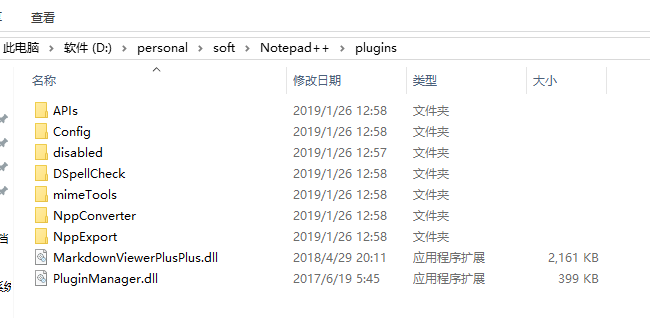 查看
此电脑 > 软件 (D:) > personal > soft > Notepad++ > plugins
名称 修改日期 类型 大小
APIs 2019/1/26 12:58 文件夹
Config 2019/1/26 12:58 文件夹
disabled 2019/1/26 12:57 文件夹
DSpellCheck 2019/1/26 12:58 文件夹
mimeTools 2019/1/26 12:58 文件夹
NppConverter 2019/1/26 12:58 文件夹
NppExport 2019/1/26 12:58 文件夹
MarkdownViewerPlusPlus.dll 2018/4/29 20:11 应用程序扩展 2,161 KB
PluginManager.dll 2017/6/19 5:45 应用程序扩展 399 KB